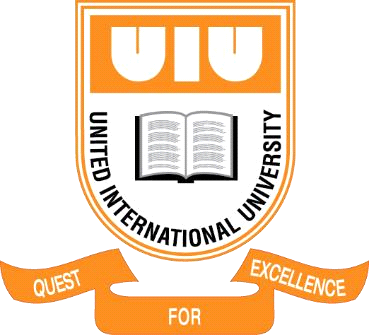 UIU
UNITED INTERNATIONAL UNIVERSITY
QUEST
FOR
EXCELLENCE